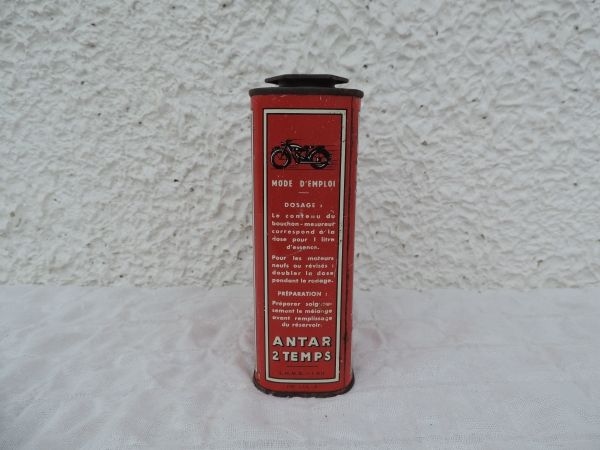 MODE D'EMPLOI
DOSAGE :
Le contenu du
bouchon-mesureur
correspond à la
dose pour 1 litre
d'essence.
Pour les moteurs
neufs ou révisés :
doubler la dose
pendant le rodage.
PRÉPARATION :
Préparer soigneu-
sement le mélange
avant remplissage
du réservoir.
ANTAR
2 TEMPS